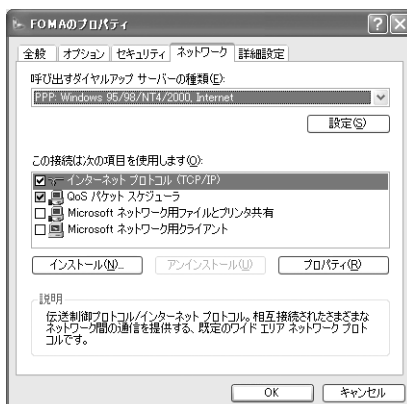 FOMAのプロパティ
全般 オプション セキュリティ ネットワーク 詳細設定
呼び出すダイヤルアップ サーバーの種類(E):
PPP: Windows 95/98/NT4/2000, Internet
設定(S)
この接続は次の項目を使用します(O):
インターネット プロトコル (TCP/IP)
QoS パケット スケジューラ
Microsoft ネットワーク用ファイルとプリンタ共有
Microsoft ネットワーク用クライアント
インストール(N)... アンインストール(U) プロパティ(R)
説明
伝送制御プロトコル/インターネット プロトコル。相互接続されたさまざまな
ネットワーク間の通信を提供する、既定のワイド エリア ネットワーク プロト
コルです。
OK キャンセル